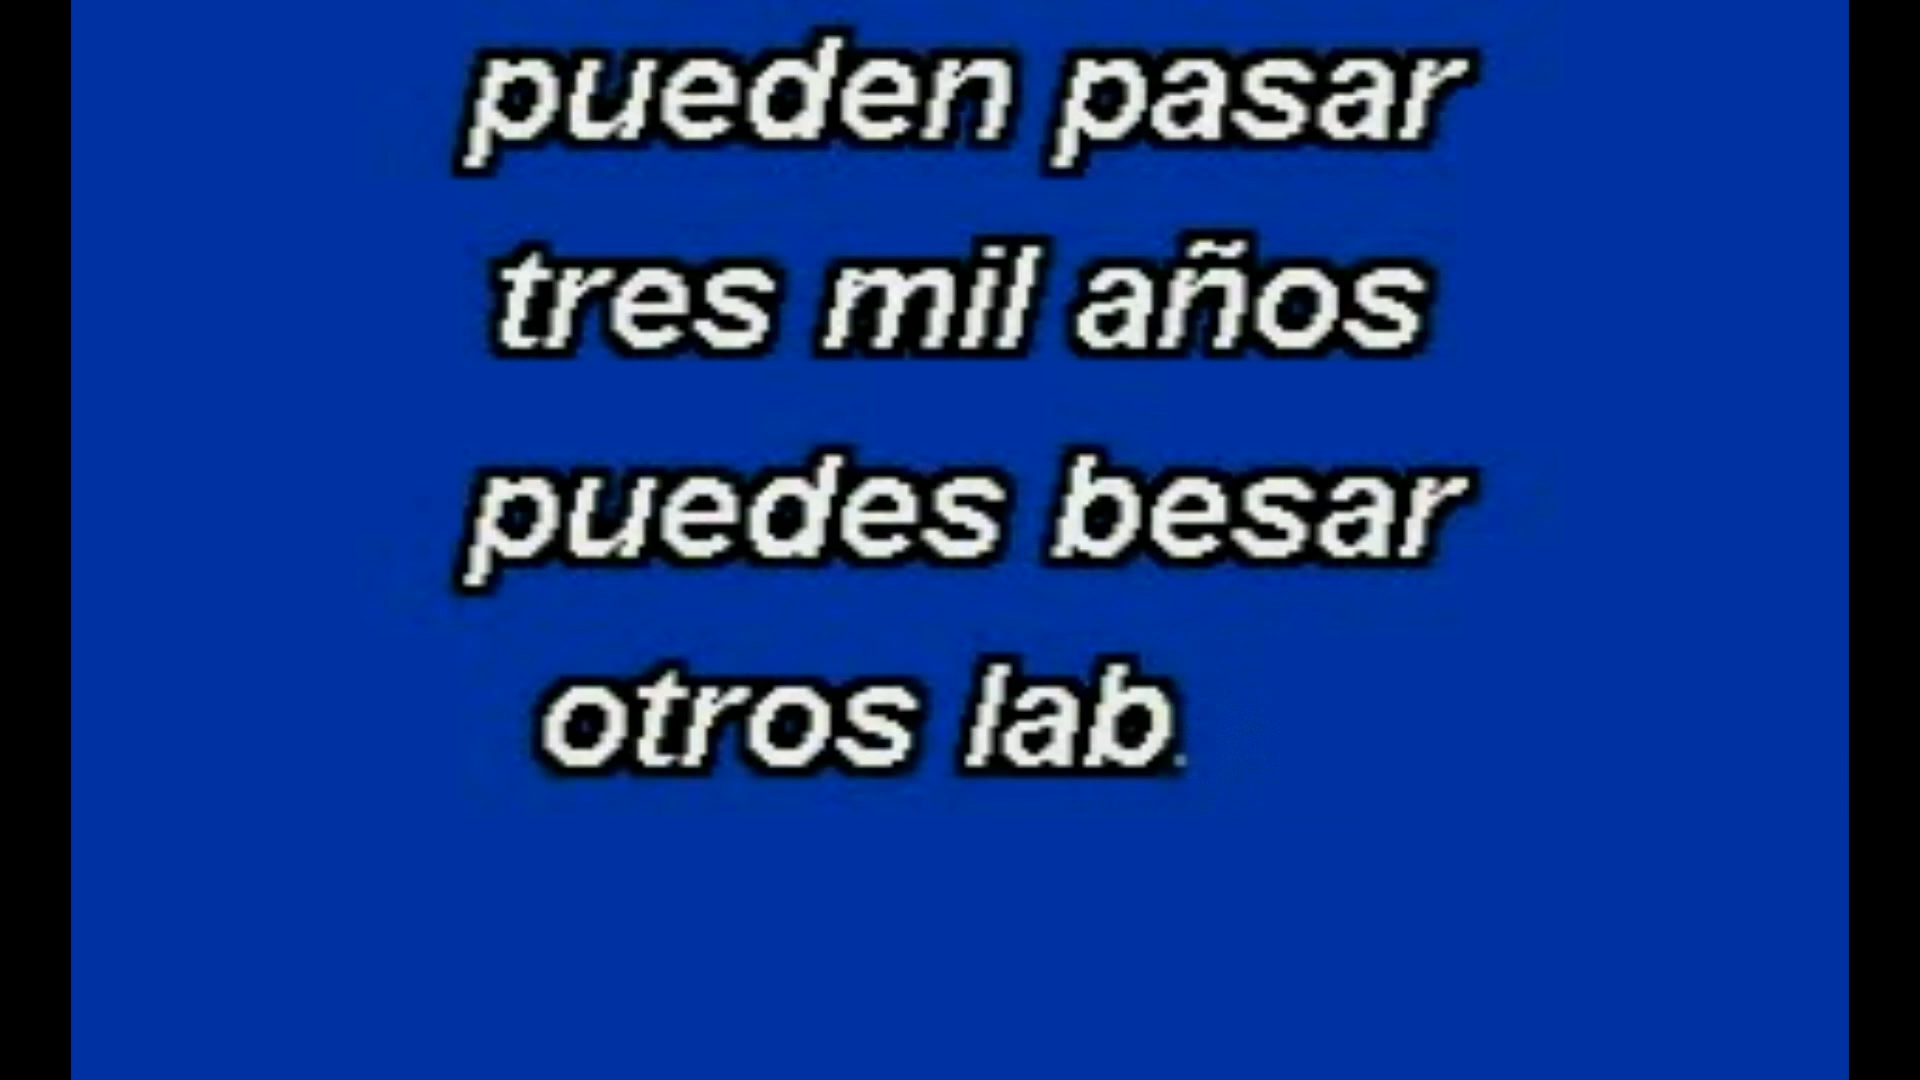 pueden pasar
tres mil años
puedes besar
otros lab